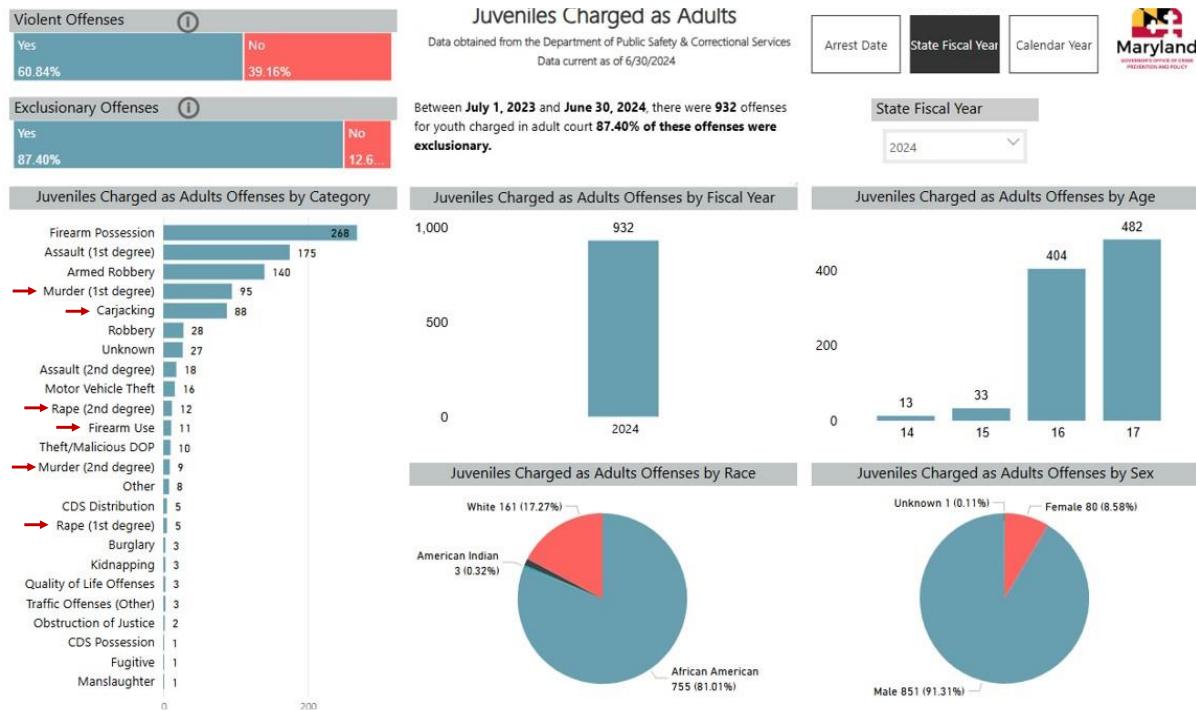 Violent Offenses
Yes
No
60.84%
39.16%
Exclusionary Offenses
Yes
No
87.40%
12.6...
Juveniles Charged as Adults
Data obtained from the Department of Public Safety & Correctional Services
Data current as of 6/30/2024
Between July 1, 2023 and June 30, 2024, there were 932 offenses
for youth charged in adult court 87.40% of these offenses were
exclusionary.
Arrest Date
State Fiscal Year
Calendar Year
Maryland
GOVERNOR'S OFFICE OF CRIME
PREVENTION AND POLICY
State Fiscal Year
2024
Juveniles Charged as Adults Offenses by Category
Firearm Possession 268
Assault (1st degree) 175
Armed Robbery 140
Murder (1st degree) 95
Carjacking 88
Robbery 28
Unknown 27
Assault (2nd degree) 18
Motor Vehicle Theft 16
Rape (2nd degree) 12
Firearm Use 11
Theft/Malicious DOP 10
Murder (2nd degree) 9
Other 8
CDS Distribution 5
Rape (1st degree) 5
Burglary 3
Kidnapping 3
Quality of Life Offenses 3
Traffic Offenses (Other) 3
Obstruction of Justice 2
CDS Possession 1
Fugitive 1
Manslaughter 1
0 200
Juveniles Charged as Adults Offenses by Fiscal Year
1,000
932
500
0
2024
Juveniles Charged as Adults Offenses by Age
482
404
400
200
33
13
0
14 15 16 17
Juveniles Charged as Adults Offenses by Race
White 161 (17.27%)
American Indian
3 (0.32%)
African American
755 (81.01%)
Juveniles Charged as Adults Offenses by Sex
Unknown 1 (0.11%)
Female 80 (8.58%)
Male 851 (91.31%)